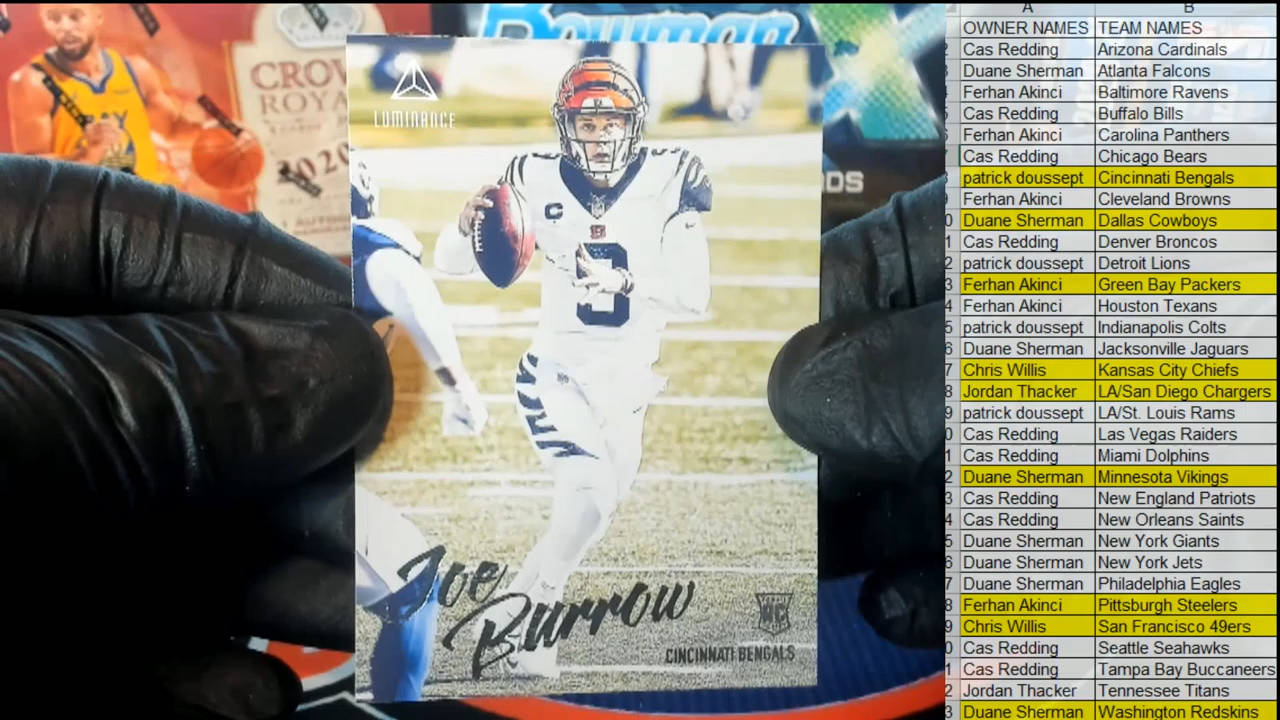 Bowman
CROWN
ROYALE
2020
LUMINANCE
C
B
9
Joe
Burrow
RC
CINCINNATI BENGALS
A B
OWNER NAMES TEAM NAMES
Cas Redding Arizona Cardinals
Duane Sherman Atlanta Falcons
Ferhan Akinci Baltimore Ravens
Cas Redding Buffalo Bills
Ferhan Akinci Carolina Panthers
Cas Redding Chicago Bears
patrick doussept Cincinnati Bengals
Ferhan Akinci Cleveland Browns
Duane Sherman Dallas Cowboys
Cas Redding Denver Broncos
patrick doussept Detroit Lions
Ferhan Akinci Green Bay Packers
Ferhan Akinci Houston Texans
patrick doussept Indianapolis Colts
Duane Sherman Jacksonville Jaguars
Chris Willis Kansas City Chiefs
Jordan Thacker LA/San Diego Chargers
patrick doussept LA/St. Louis Rams
Cas Redding Las Vegas Raiders
Cas Redding Miami Dolphins
Duane Sherman Minnesota Vikings
Cas Redding New England Patriots
Cas Redding New Orleans Saints
Duane Sherman New York Giants
Duane Sherman New York Jets
Duane Sherman Philadelphia Eagles
Ferhan Akinci Pittsburgh Steelers
Chris Willis San Francisco 49ers
Cas Redding Seattle Seahawks
Cas Redding Tampa Bay Buccaneers
Jordan Thacker Tennessee Titans
Duane Sherman Washington Redskins